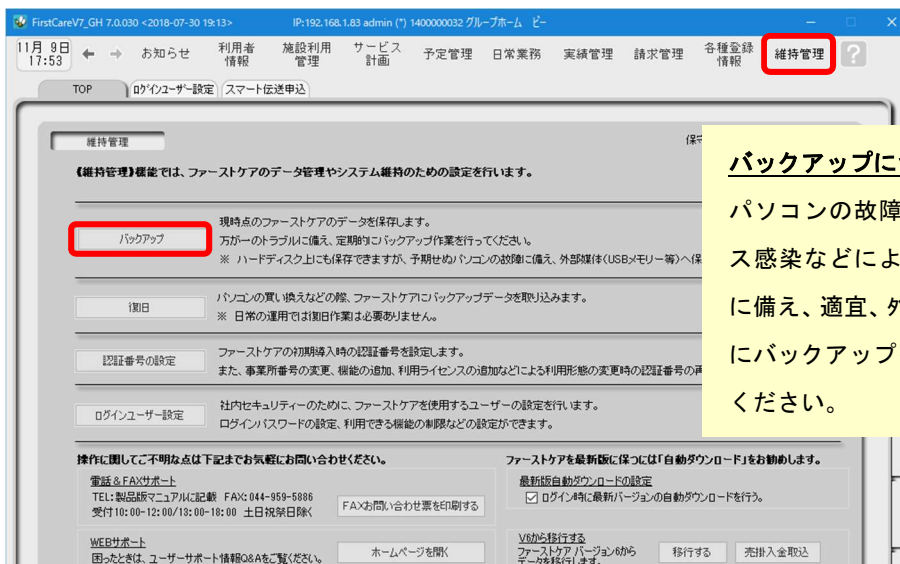 FirstCareV7_GH 7.0.030 <2018-07-30 19:13> IP:192.168.1.83 admin (*) 1400000032 グループホーム ビー
11月 9日
17:53
お知らせ
利用者
情報
施設利用
管理
サービス
計画
予定管理
日常業務
実績管理
請求管理
各種登録
情報
維持管理
?
TOP
ログインユーザー設定
スマート伝送申込
維持管理
保守
《維持管理》機能では、ファーストケアのデータ管理やシステム維持のための設定を行います。
バックアップ
現時点のファーストケアのデータを保存します。
万が一のトラブルに備え、定期的にバックアップ作業を行ってください。
※ ハードディスク上にも保存できますが、予期せぬパソコンの故障に備え、外部媒体(USBメモリー等)へ保
復旧
パソコンの買い換えなどの際、ファーストケアにバックアップデータを取り込みます。
※ 日常の運用では復旧作業は必要ありません。
認証番号の設定
ファーストケアの初期導入時の認証番号を設定します。
また、事業所番号の変更、機能の追加、利用ライセンスの追加などによる利用形態の変更時の認証番号の再
ログインユーザー設定
社内セキュリティーのために、ファーストケアを使用するユーザーの設定を行います。
ログインパスワードの設定、利用できる機能の制限などの設定ができます。
バックアップに
パソコンの故障
ス感染などによ
に備え、適宜、外
にバックアップ
ください。
操作に関してご不明な点は下記までお気軽にお問い合わせください。
電話&FAXサポート
TEL:製品版マニュアルに記載 FAX:044-959-5886
受付10:00-12:00/13:00-18:00 土日祝祭日除く
FAXお問い合わせ票を印刷する
WEBサポート
困ったときは、ユーザーサポート情報Q&Aをご覧ください。
ホームページを開く
ファーストケアを最新版に保つには「自動ダウンロード」をお勧めします。
最新版自動ダウンロードの設定
ログイン時に最新バージョンの自動ダウンロードを行う。
V6から移行する
ファーストケア バージョン6から
データを移行します。
移行する
売掛入金取込